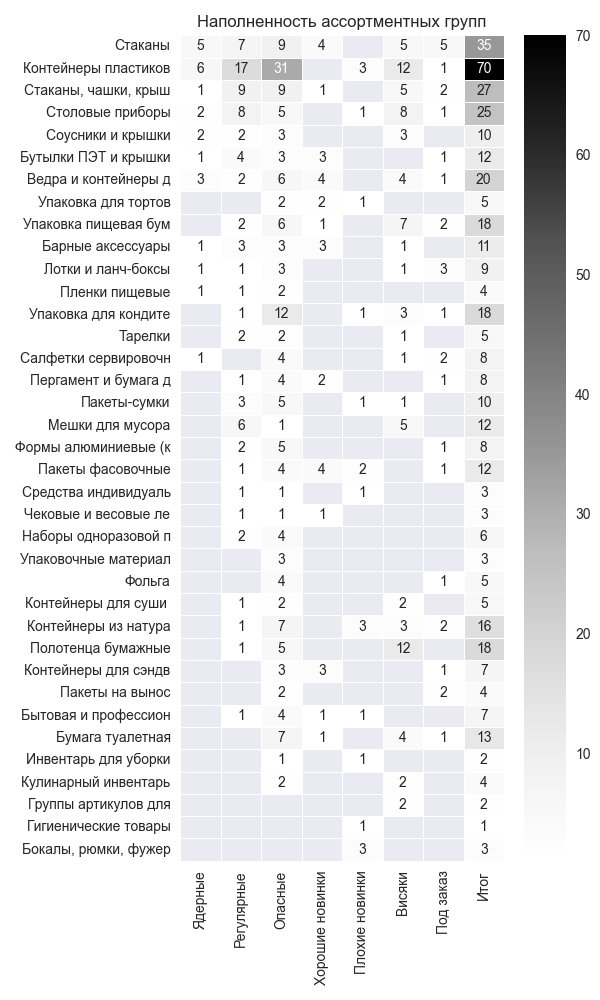 Наполненность ассортментных групп
Стаканы 5 7 9 4 5 5 35
Контейнеры пластиков 6 17 31 3 12 1 70
Стаканы, чашки, крыш 1 9 9 1 5 2 27
Столовые приборы 2 8 5 1 8 1 25
Соусники и крышки 2 2 3 3 10
Бутылки ПЭТ и крышки 1 4 3 3 1 12
Ведра и контейнеры д 3 2 6 4 4 1 20
Упаковка для тортов 2 2 1 5
Упаковка пищевая бум 2 6 1 7 2 18
Барные аксессуары 1 3 3 3 1 11
Лотки и ланч-боксы 1 1 3 1 3 9
Пленки пищевые 1 1 2 4
Упаковка для кондите 1 12 1 3 1 18
Тарелки 2 2 1 5
Салфетки сервировочн 1 4 1 2 8
Пергамент и бумага д 1 4 2 1 8
Пакеты-сумки 3 5 1 1 10
Мешки для мусора 6 1 5 12
Формы алюминиевые (к 2 5 1 8
Пакеты фасовочные 1 4 4 2 1 12
Средства индивидуаль 1 1 1 3
Чековые и весовые ле 1 1 1 3
Наборы одноразовой п 2 4 6
Упаковочные материал 3 3
Фольга 4 1 5
Контейнеры для суши 1 2 2 5
Контейнеры из натура 1 7 3 3 2 16
Полотенца бумажные 1 5 12 18
Контейнеры для сэндв 3 3 1 7
Пакеты на вынос 2 2 4
Бытовая и профессион 1 4 1 1 7
Бумага туалетная 7 1 4 1 13
Инвентарь для уборки 1 1 2
Кулинарный инвентарь 2 2 4
Группы артикулов для 2 2
Гигиенические товары 1 1
Бокалы, рюмки, фужер 3 3
Ядерные
Регулярные
Опасные
Хорошие новинки
Плохие новинки
Висяки
Под заказ
Итог
70
60
50
40
30
20
10